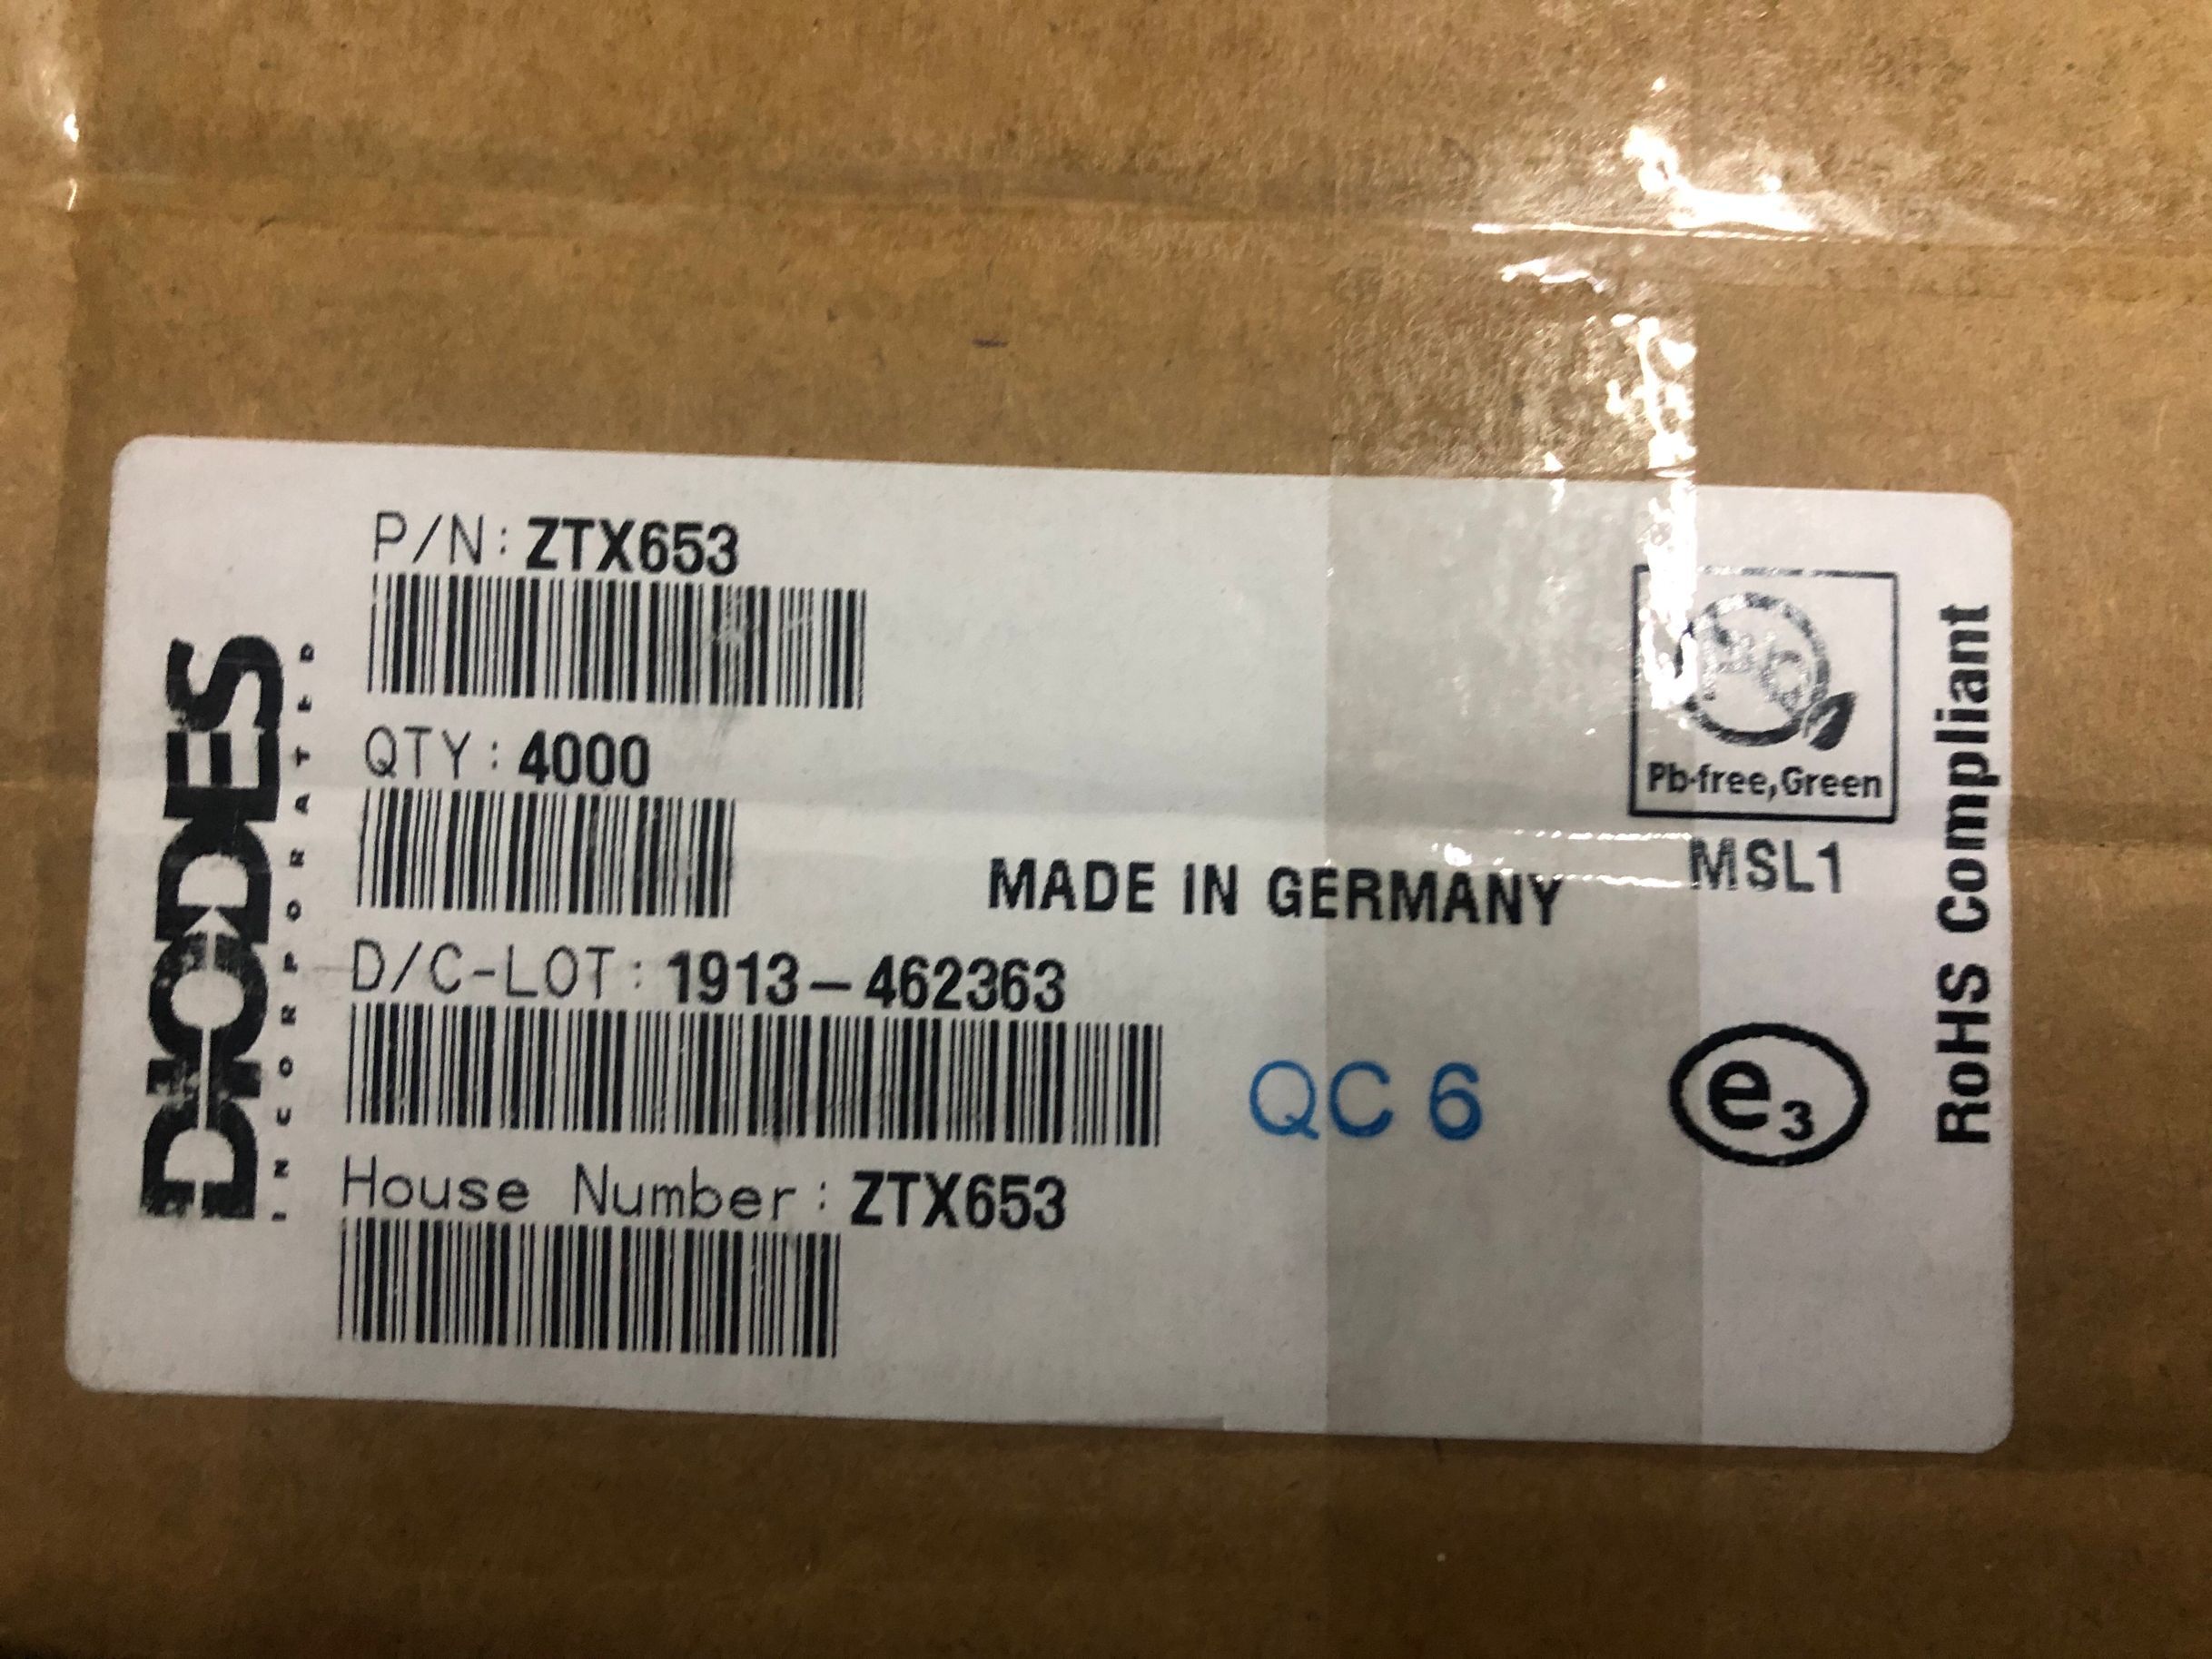 DIODES
INCORPORATED
P/N: ZTX653
QTY: 4000
MADE IN GERMANY
D/C-LOT: 1913-462363
QC 6
House Number: ZTX653
Pb-free, Green
MSL1
e3
RoHS Compliant